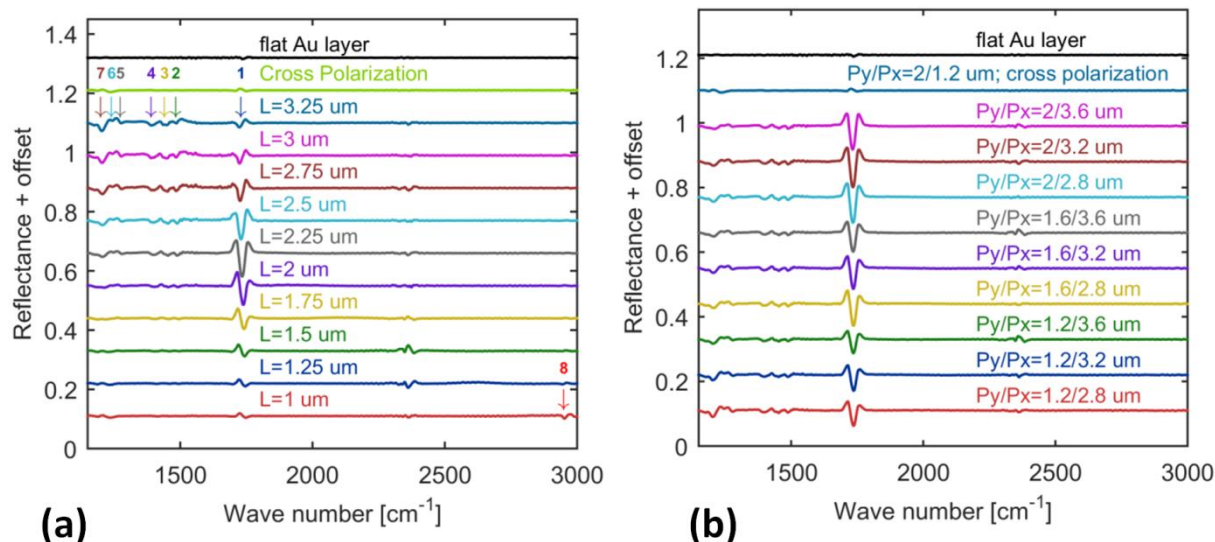 flat Au layer
Cross Polarization
7 6 5 4 3 2 1
L=3.25 um
L=3 um
L=2.75 um
L=2.5 um
L=2.25 um
L=2 um
L=1.75 um
L=1.5 um
L=1.25 um
8
L=1 um
1.4
1.2
1
0.8
0.6
0.4
0.2
0
Reflectance + offset
1500 2000 2500 3000
Wave number [cm⁻¹]
(a)
flat Au layer
Py/Px=2/1.2 um; cross polarization
Py/Px=2/3.6 um
Py/Px=2/3.2 um
Py/Px=2/2.8 um
Py/Px=1.6/3.6 um
Py/Px=1.6/3.2 um
Py/Px=1.6/2.8 um
Py/Px=1.2/3.6 um
Py/Px=1.2/3.2 um
Py/Px=1.2/2.8 um
1.2
1
0.8
0.6
0.4
0.2
0
Reflectance + offset
1500 2000 2500 3000
Wave number [cm⁻¹]
(b)